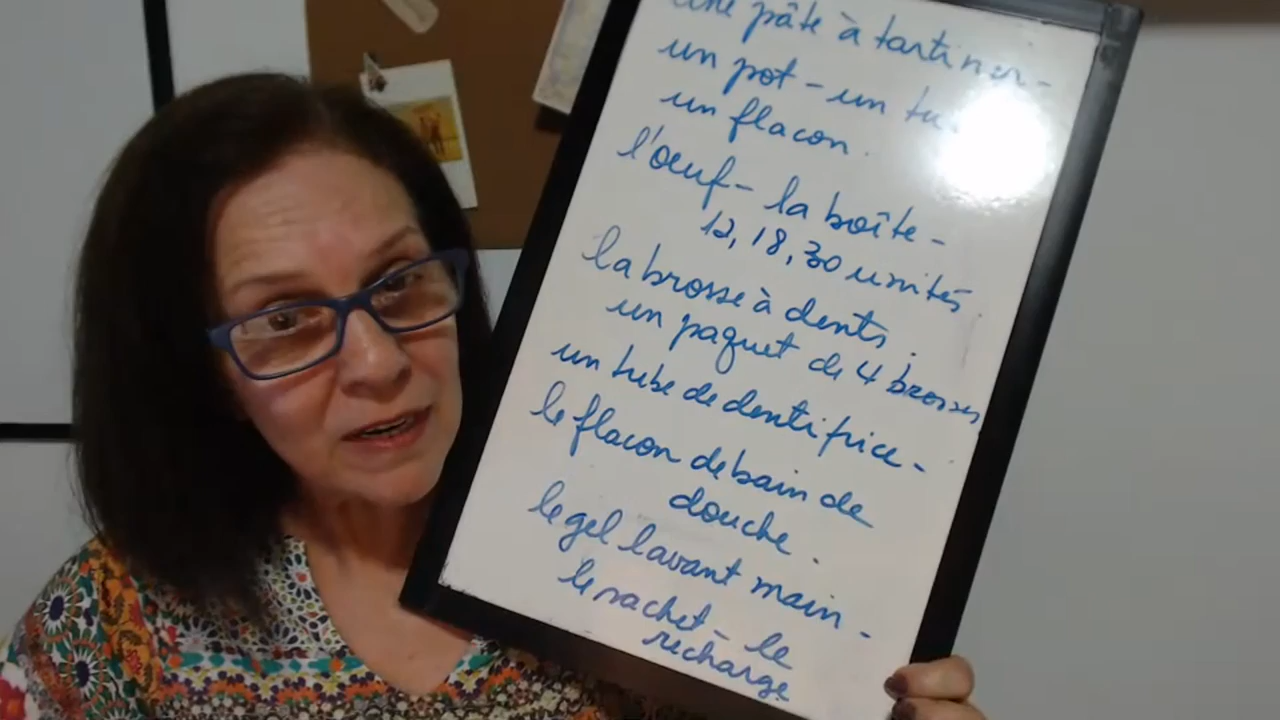 une pâte à tartiner -
un pot - un
un flacon.
l'oeuf - la boîte -
12, 18, 30 unités.
la brosse à dents.
un paquet de 4 brosses
un tube de dentifrice -
le flacon de bain de
douche.
le gel lavant main -
le sachet - le
recharge